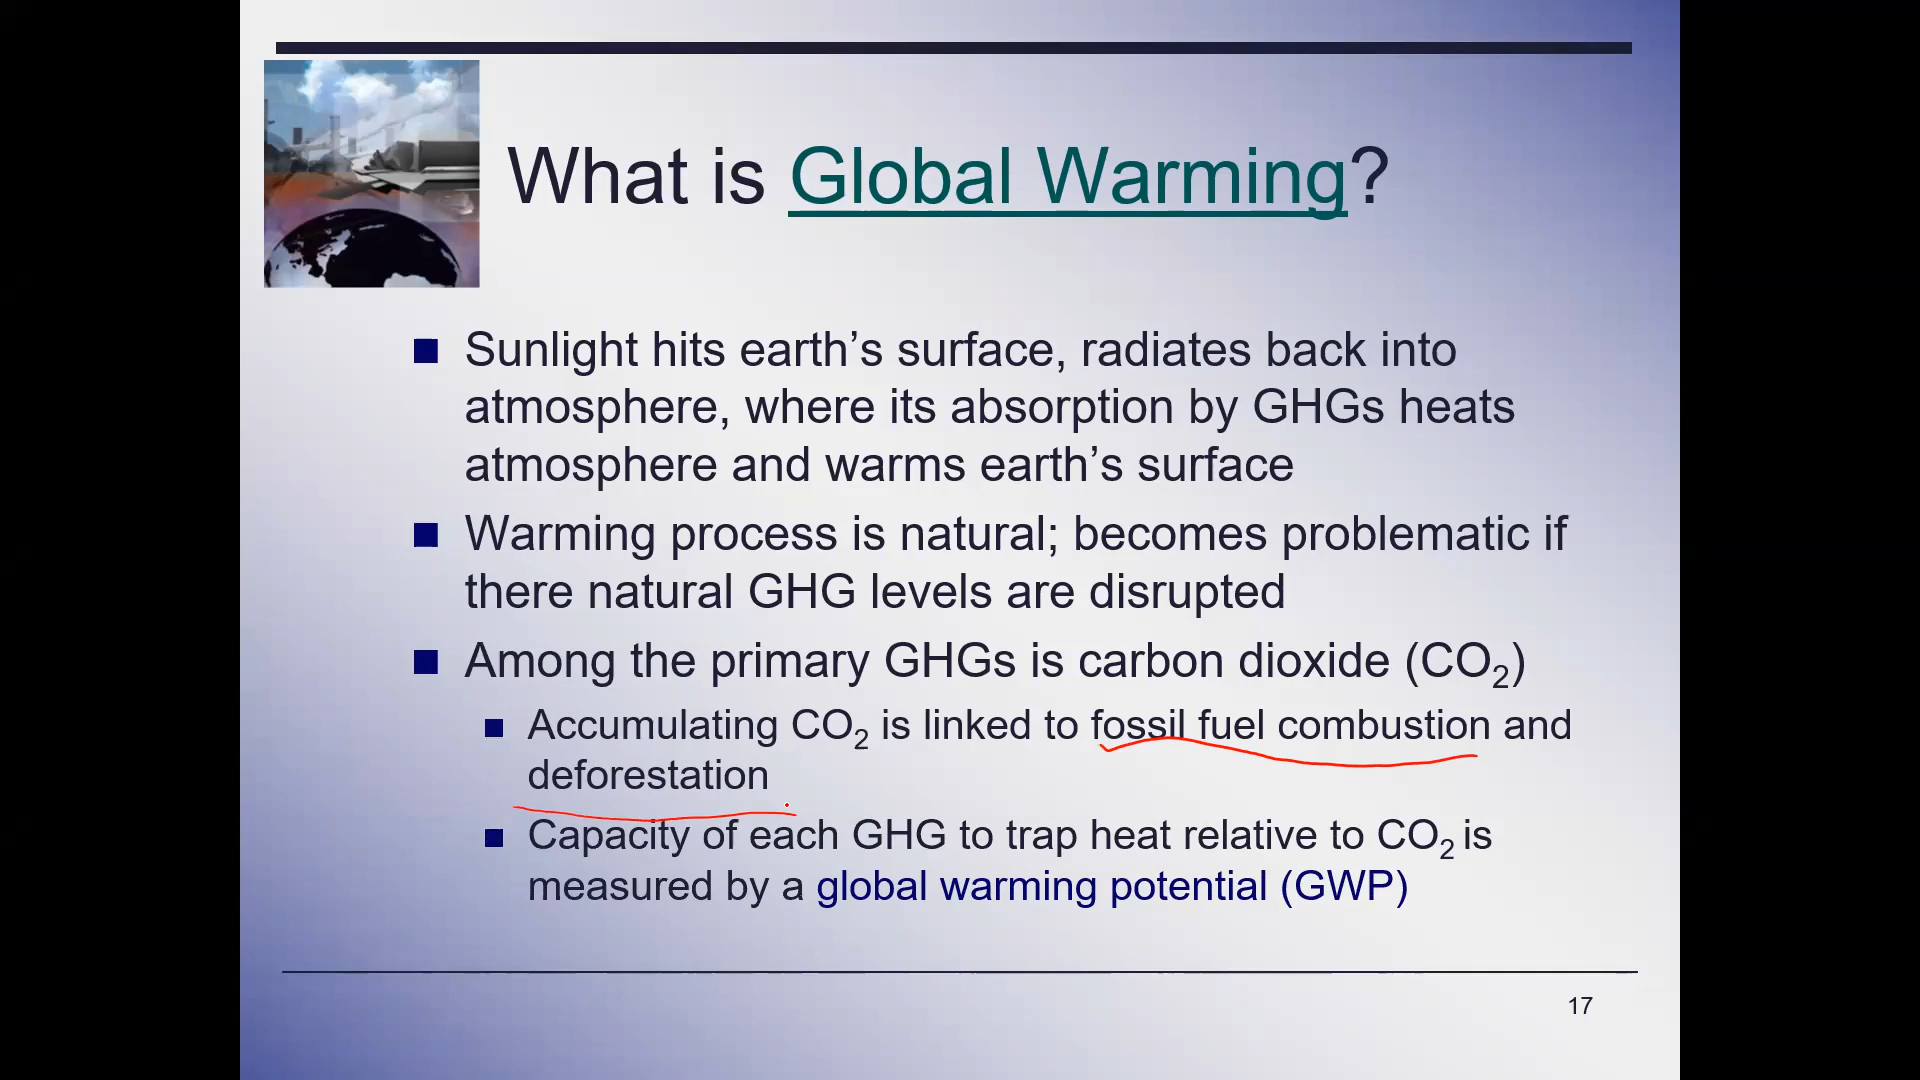 What is Global Warming?
Sunlight hits earth’s surface, radiates back into
atmosphere, where its absorption by GHGs heats
atmosphere and warms earth’s surface
Warming process is natural; becomes problematic if
there natural GHG levels are disrupted
Among the primary GHGs is carbon dioxide (CO₂)
Accumulating CO₂ is linked to fossil fuel combustion and
deforestation
Capacity of each GHG to trap heat relative to CO₂ is
measured by a global warming potential (GWP)
17